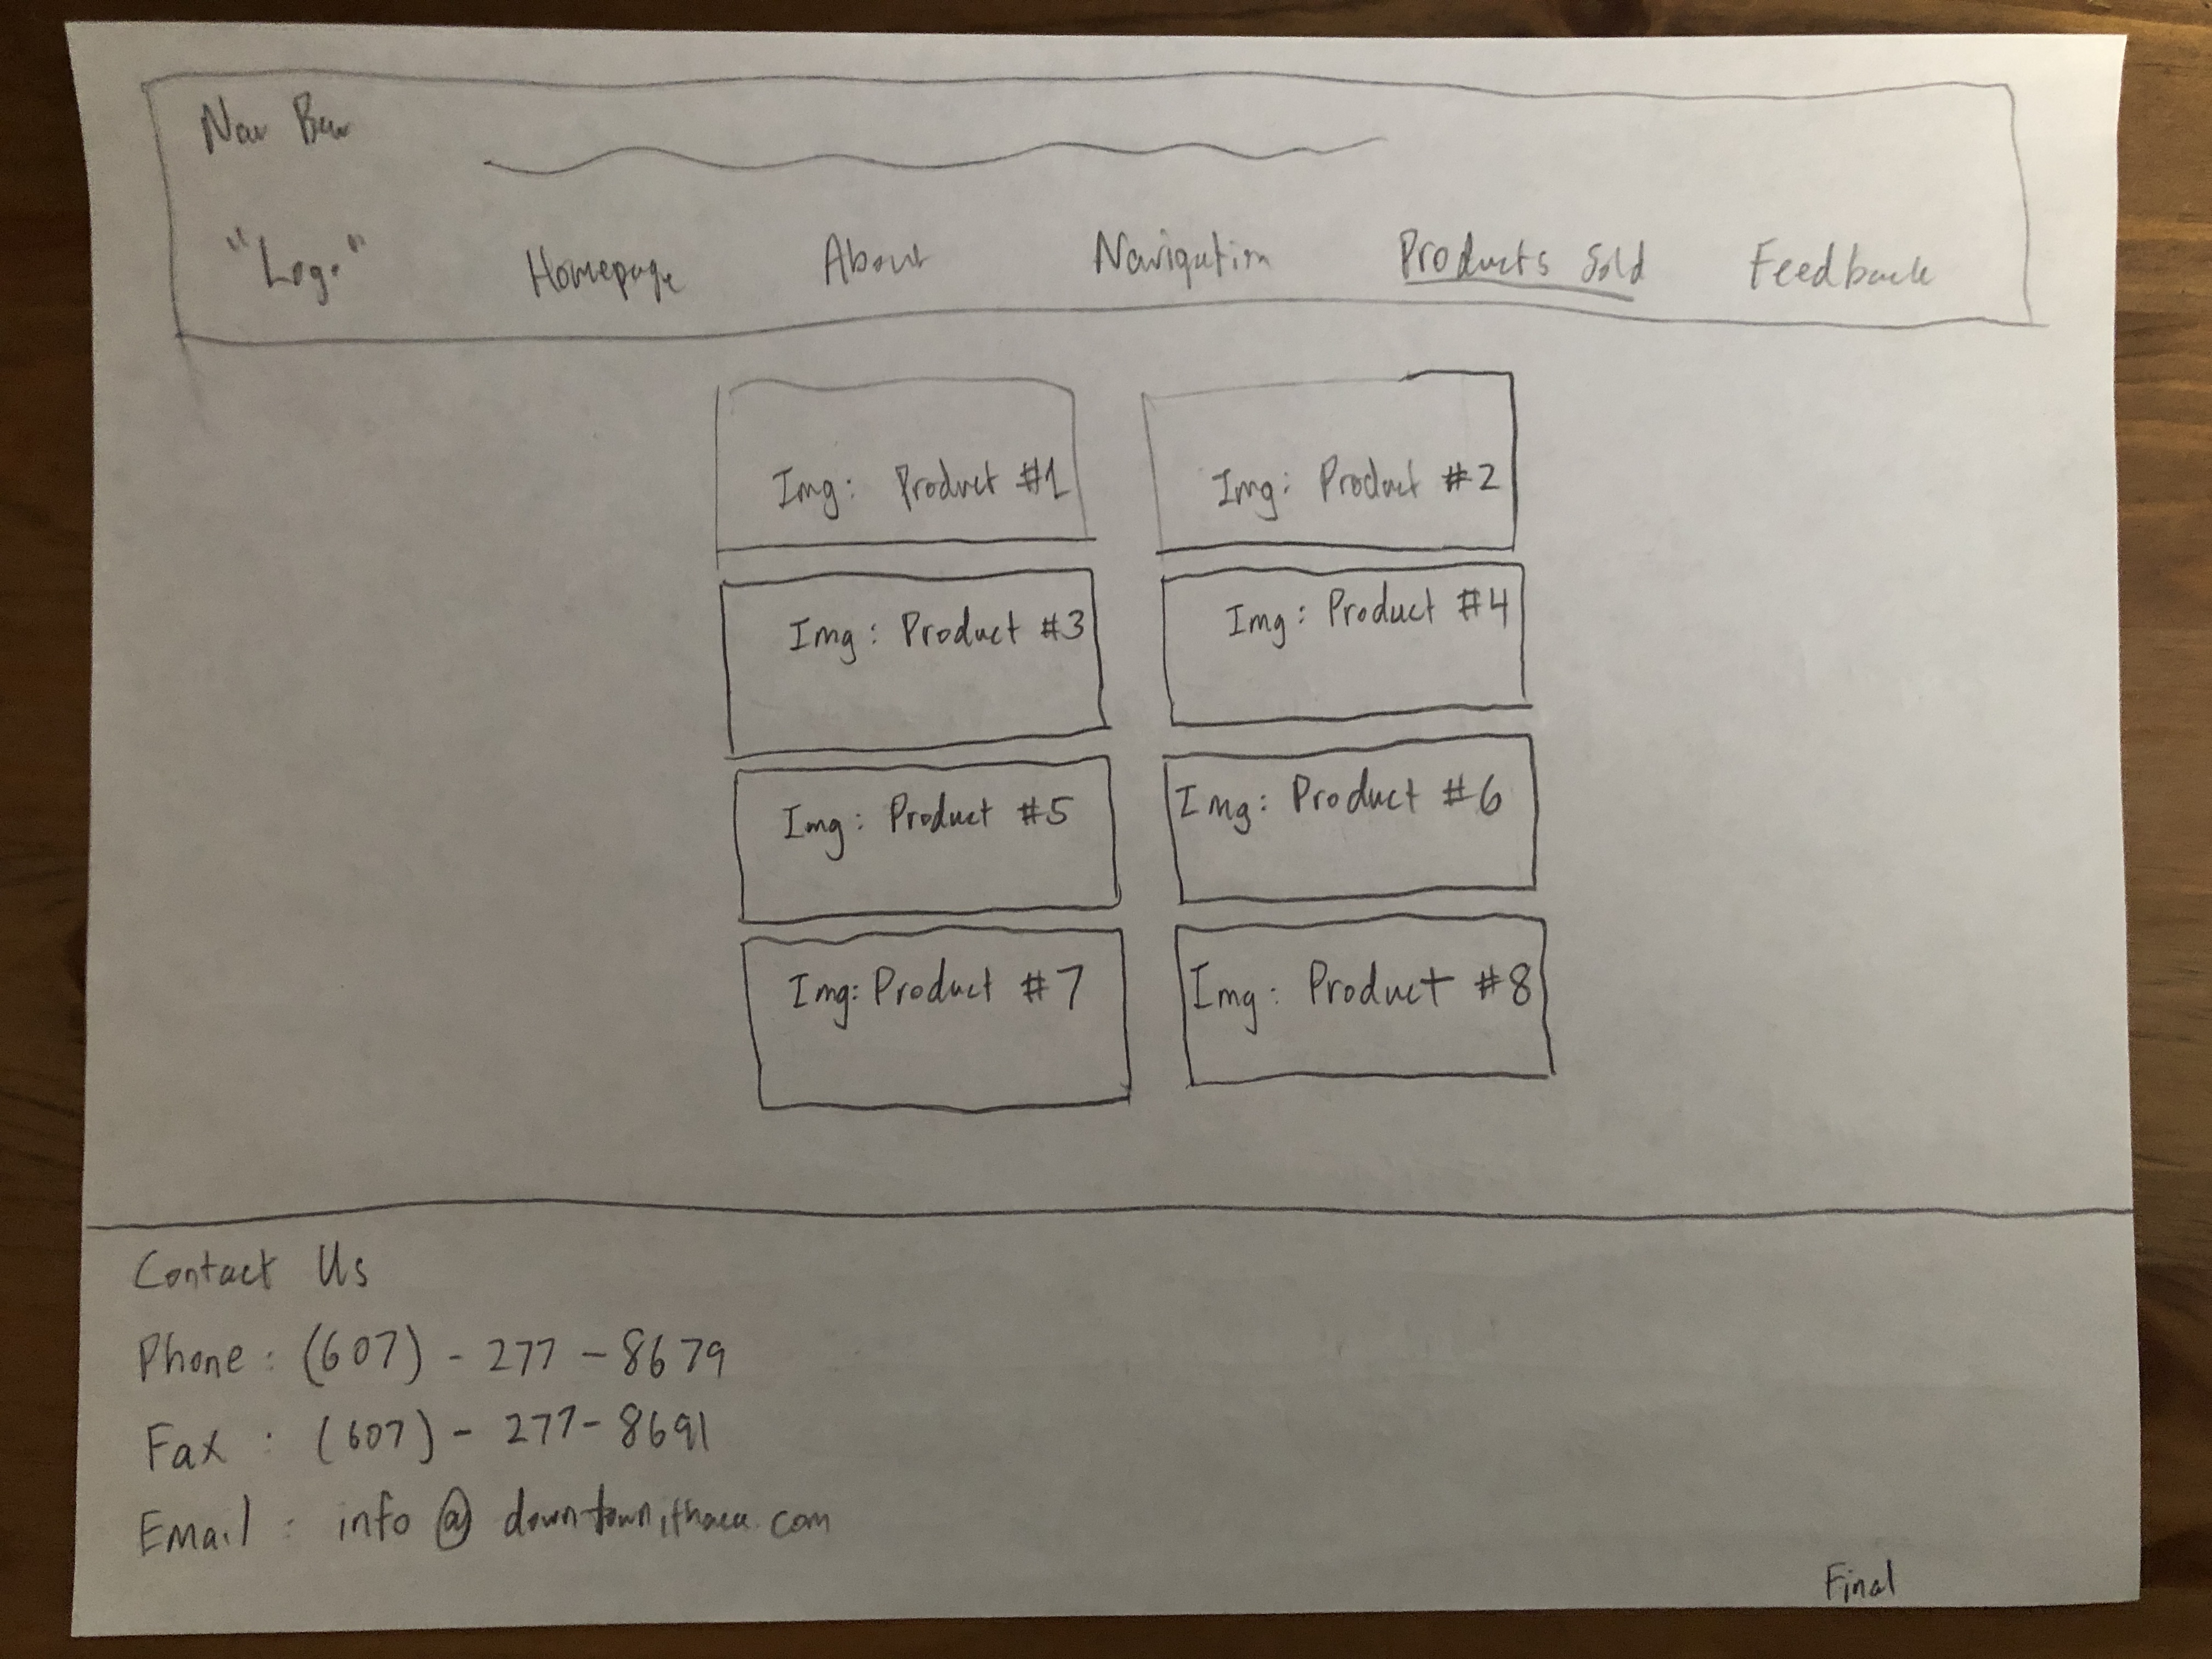 Nav Bar
"Logo" Homepage About Navigation Products Sold Feedback
Img: Product #1 Img: Product #2
Img: Product #3 Img: Product #4
Img: Product #5 Img: Product #6
Img: Product #7 Img: Product #8
Contact Us
Phone: (607) - 277 - 8679
Fax: (607) - 277 - 8691
Email: info @ downtownithaca.com
Final